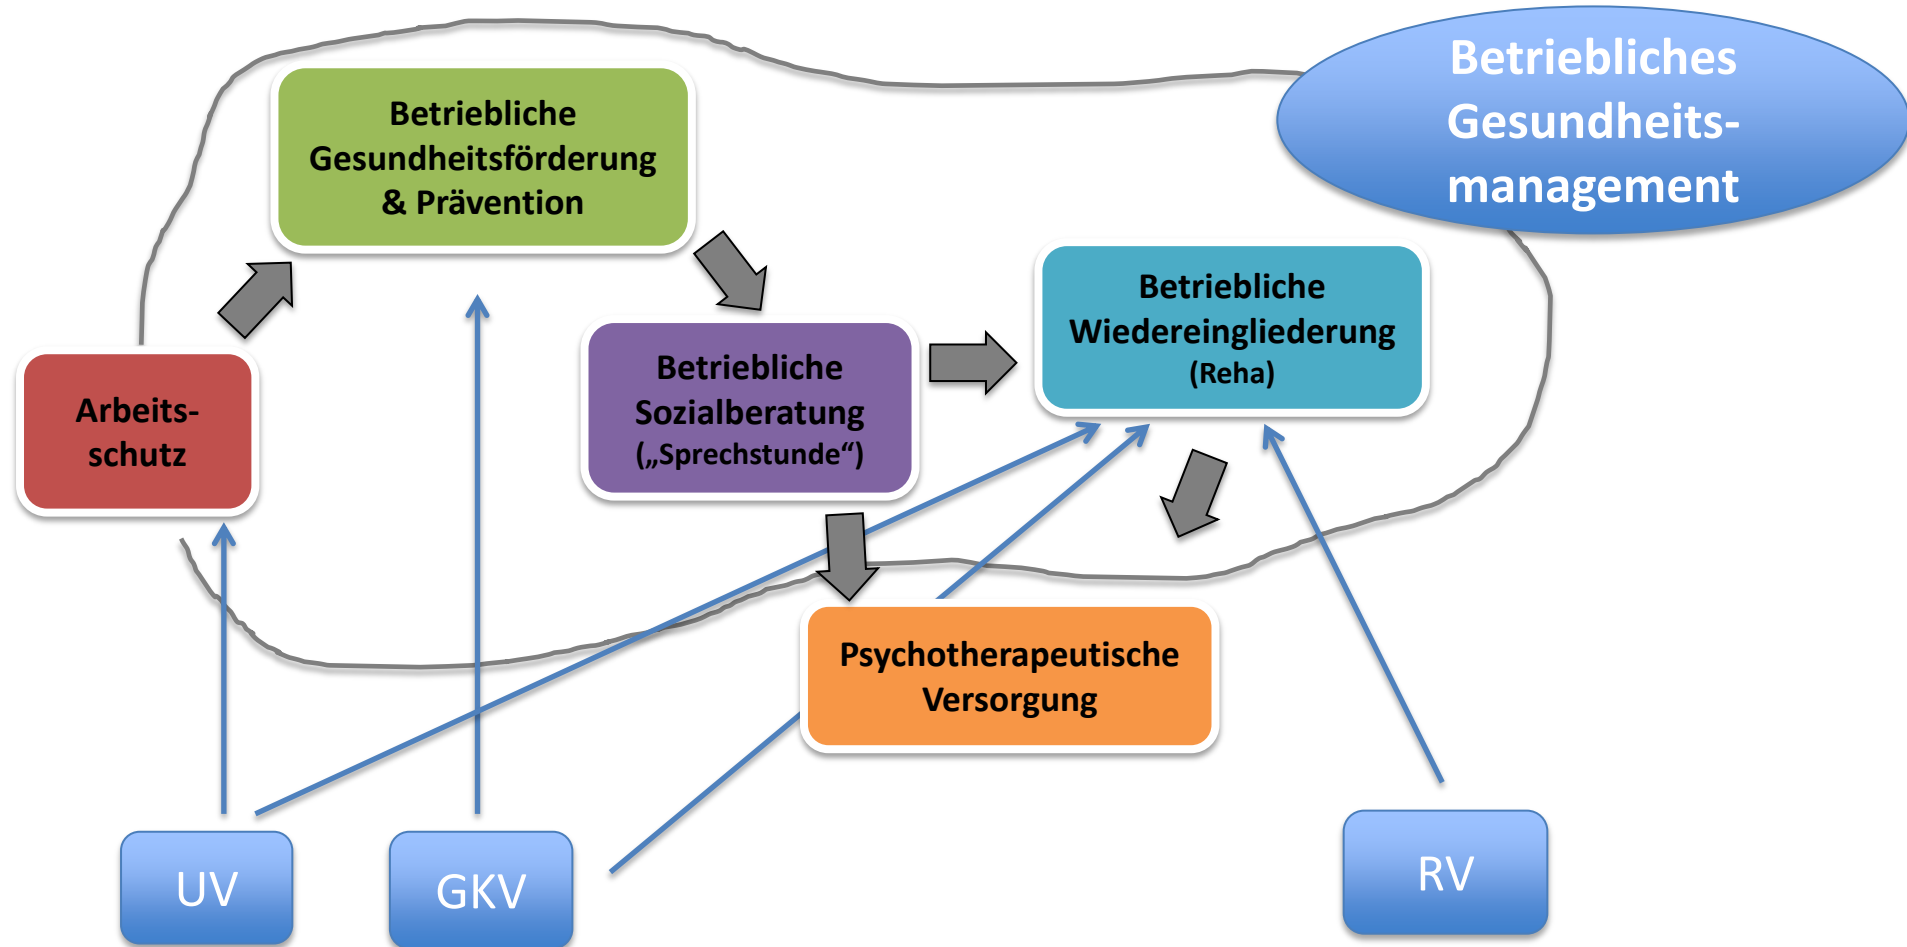 Betriebliches
Gesundheits-
management
Betriebliche
Gesundheitsförderung
& Prävention
Betriebliche
Wiedereingliederung
(Reha)
Betriebliche
Sozialberatung
(„Sprechstunde“)
Arbeits-
schutz
Psychotherapeutische
Versorgung
UV
GKV
RV